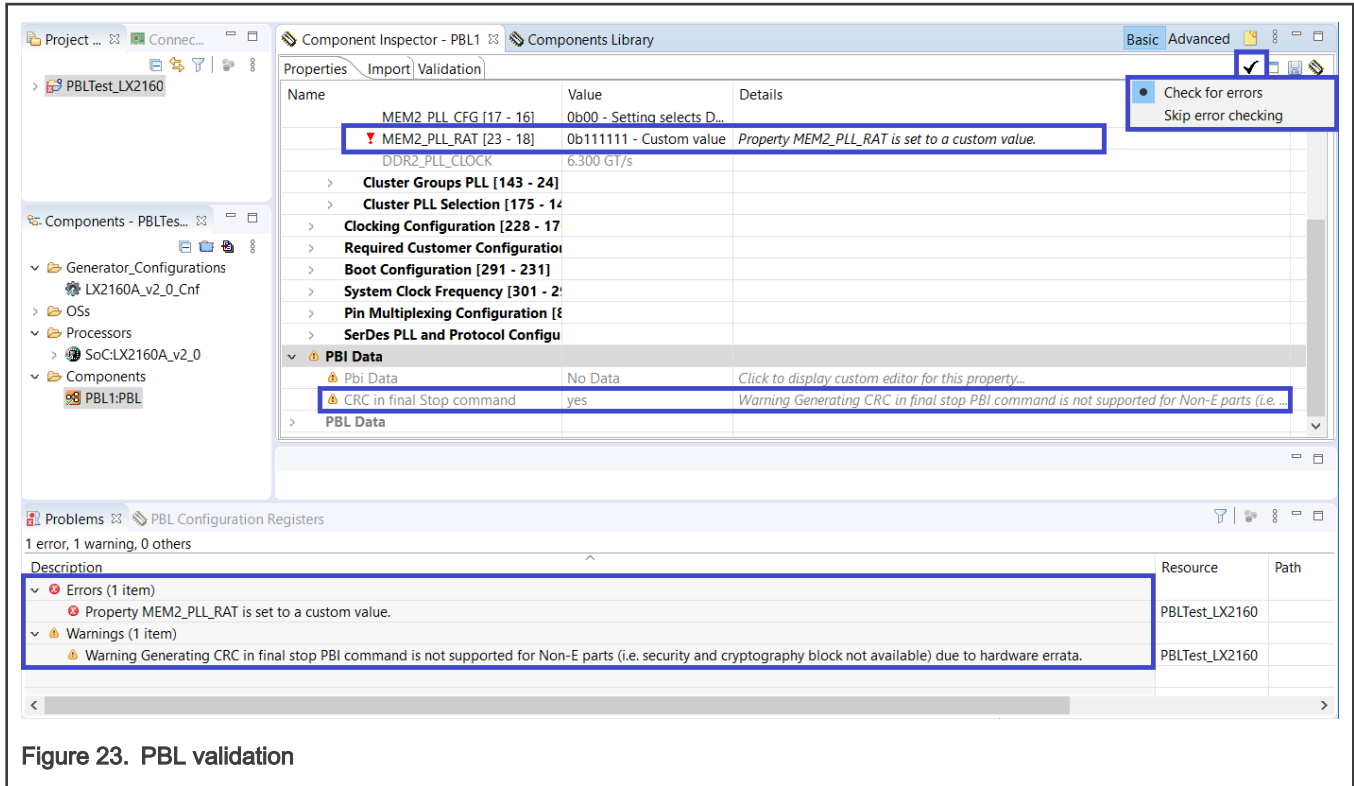 Project ... Connec...
PBLTest_LX2160
Components - PBLTes...
Generator_Configurations
LX2160A_v2_0_Cnf
OSs
Processors
SoC:LX2160A_v2_0
Components
PBL1:PBL
Component Inspector - PBL1 Components Library
Basic Advanced
Properties Import Validation
Check for errors
Skip error checking
Name Value Details
MEM2_PLL_CFG [17 - 16] 0b00 - Setting selects D...
MEM2_PLL_RAT [23 - 18] 0b111111 - Custom value Property MEM2_PLL_RAT is set to a custom value.
DDR2_PLL_CLOCK 6.300 GT/s
Cluster Groups PLL [143 - 24]
Cluster PLL Selection [175 - 14
Clocking Configuration [228 - 17
Required Customer Configuration
Boot Configuration [291 - 231]
System Clock Frequency [301 - 2
Pin Multiplexing Configuration [8
SerDes PLL and Protocol Configu
PBI Data
Pbi Data No Data Click to display custom editor for this property...
CRC in final Stop command yes Warning Generating CRC in final stop PBI command is not supported for Non-E parts (i.e. ...
PBL Data
Problems PBL Configuration Registers
1 error, 1 warning, 0 others
Description Resource Path
Errors (1 item)
Property MEM2_PLL_RAT is set to a custom value. PBLTest_LX2160
Warnings (1 item)
Warning Generating CRC in final stop PBI command is not supported for Non-E parts (i.e. security and cryptography block not available) due to hardware errata. PBLTest_LX2160
Figure 23. PBL validation